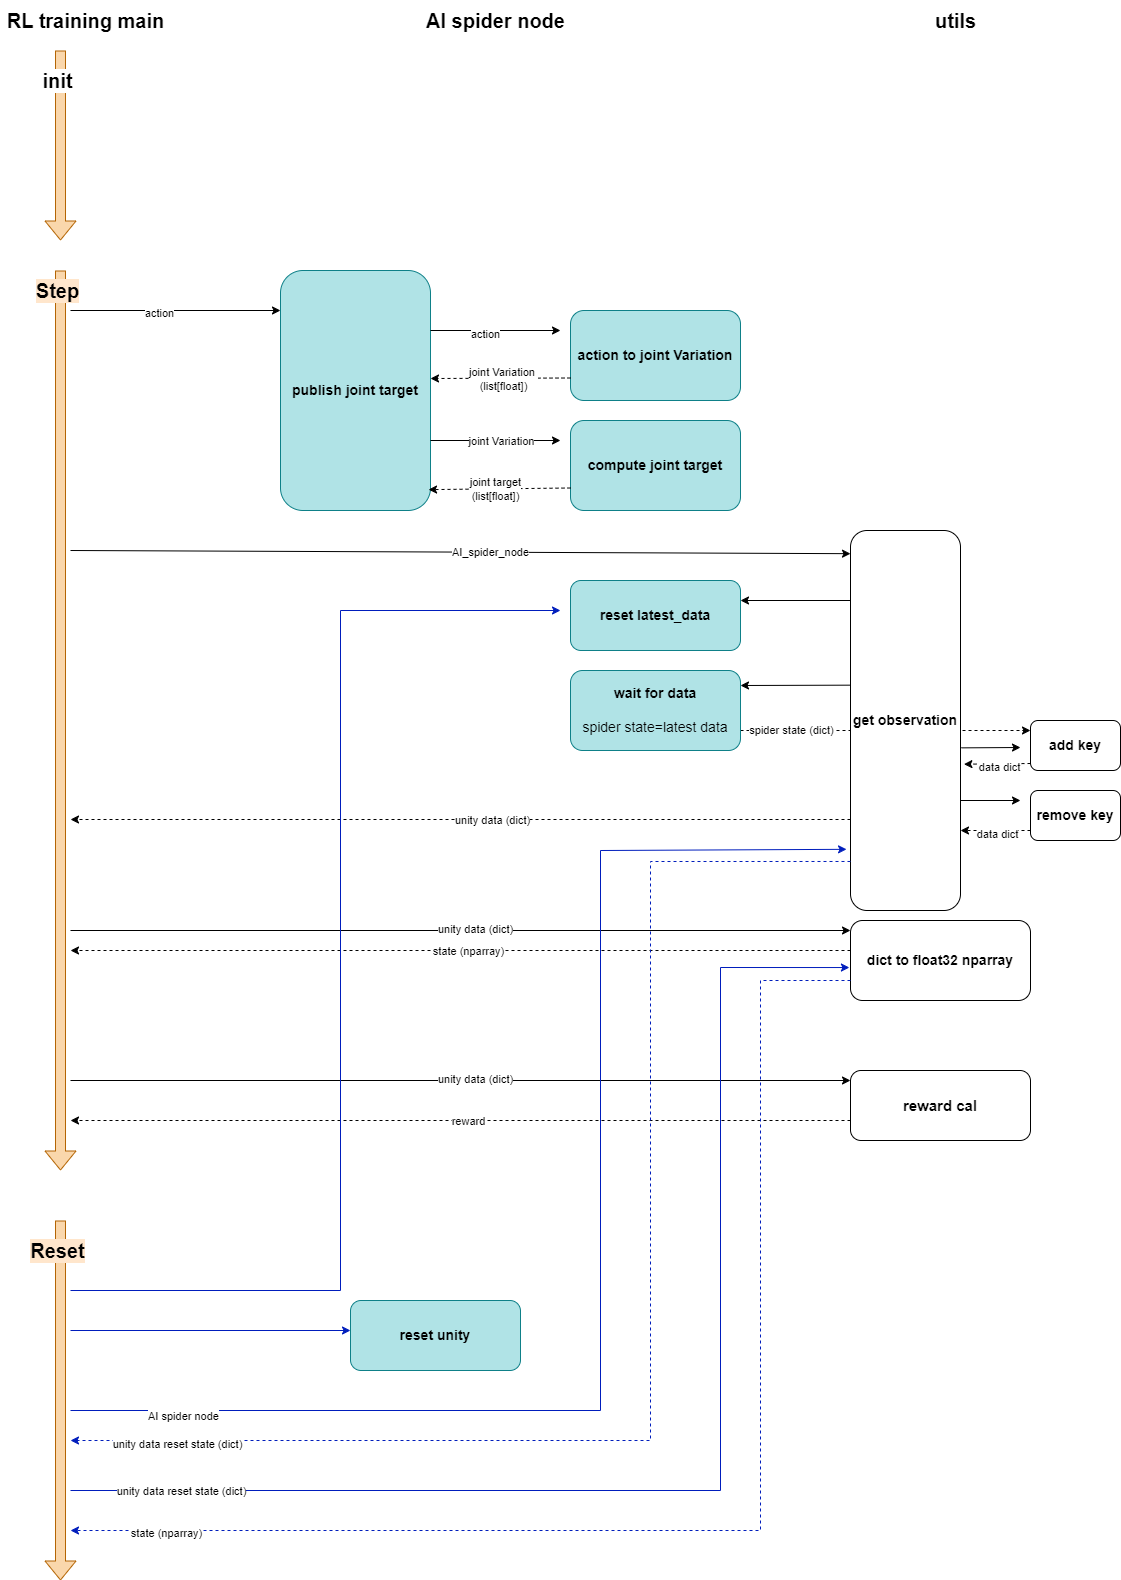 RL training main
AI spider node
utils
init
Step
action
publish joint target
action
action to joint Variation
joint Variation
(list[float])
joint Variation
compute joint target
joint target
(list[float])
AI_spider_node
reset latest_data
wait for data
spider state=latest data
spider state (dict)
get observation
add key
data dict
remove key
data dict
unity data (dict)
unity data (dict)
state (nparray)
dict to float32 nparray
unity data (dict)
reward cal
reward
Reset
reset unity
AI spider node
unity data reset state (dict)
unity data reset state (dict)
state (nparray)